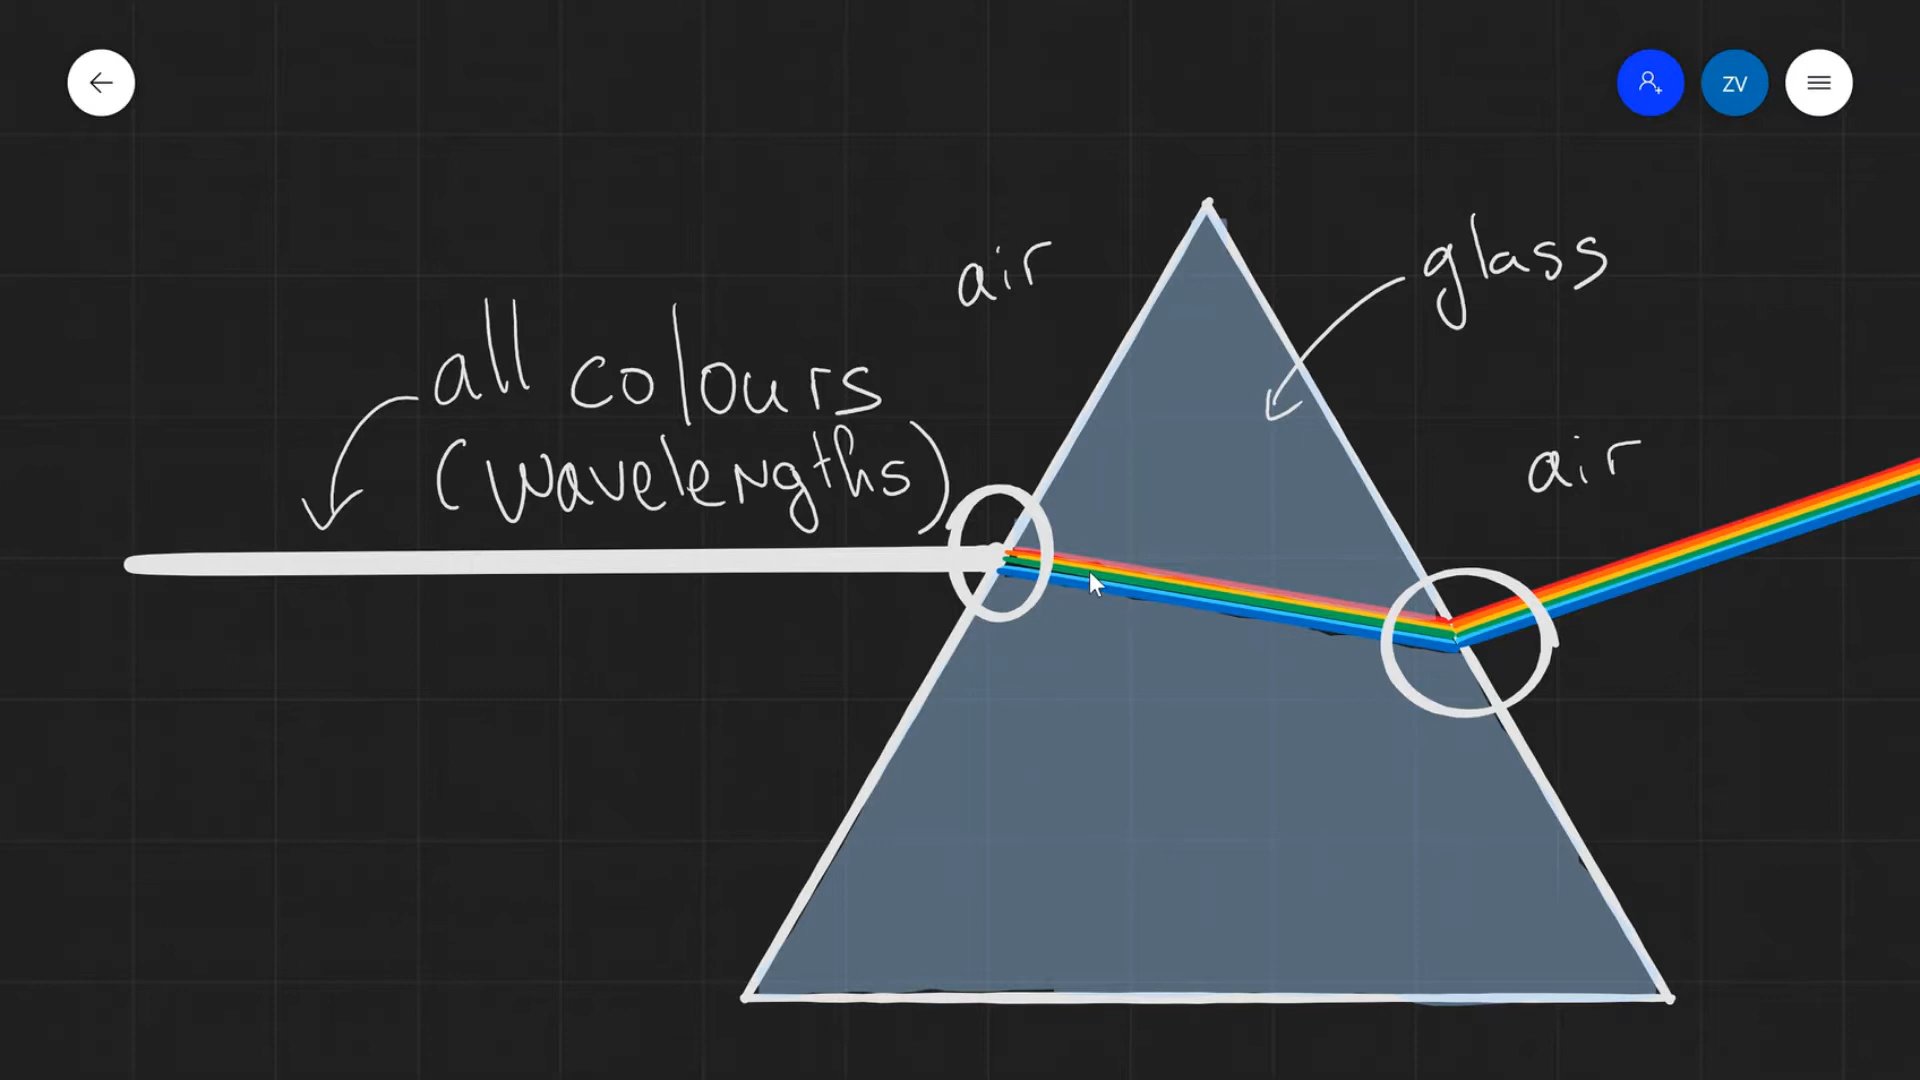 ZV
air
glass
all colours
(wavelengths)
air